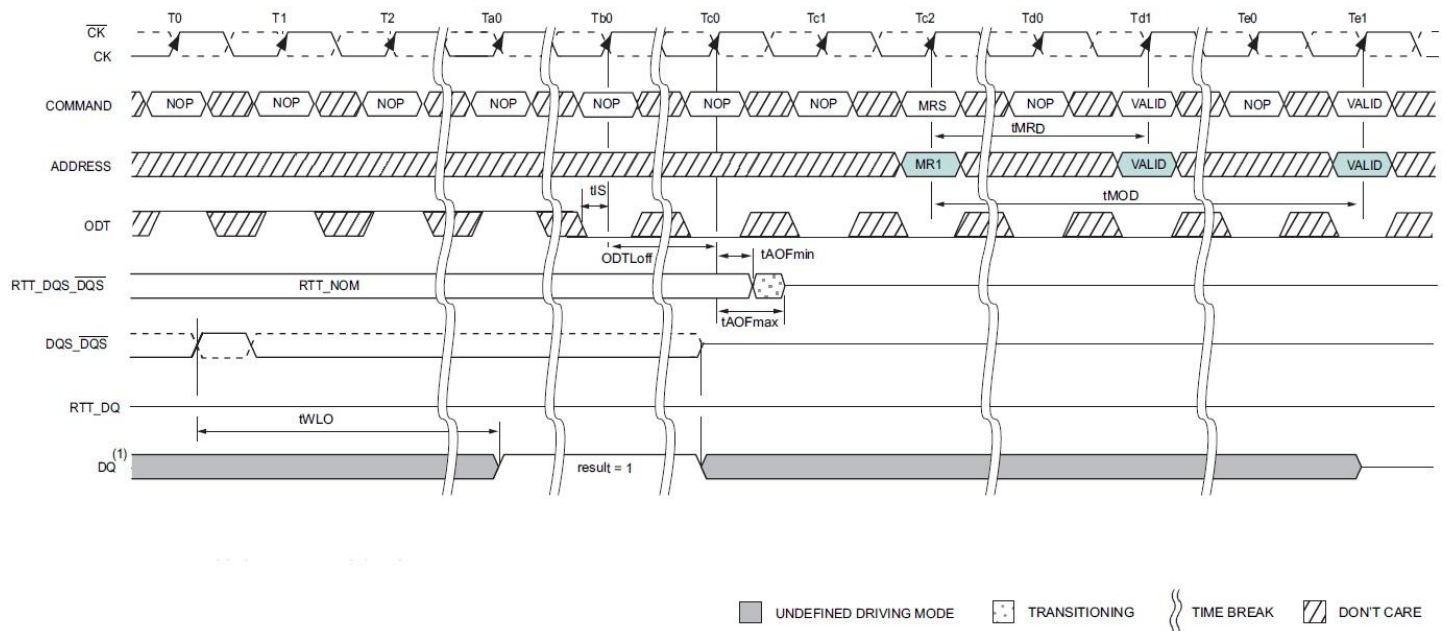 T0 T1 T2 Ta0 Tb0 Tc0 Tc1 Tc2 Td0 Td1 Te0 Te1
CK
CK
COMMAND NOP NOP NOP NOP NOP NOP NOP MRS NOP VALID NOP VALID
tMRD
ADDRESS MR1 VALID VALID
tIS
tMOD
ODT
ODTLoff tAOFmin
RTT_DQS_DQS RTT_NOM
tAOFmax
DQS_DQS
RTT_DQ
tWLO
DQ(1) result = 1
UNDEFINED DRIVING MODE TRANSITIONING TIME BREAK DON'T CARE